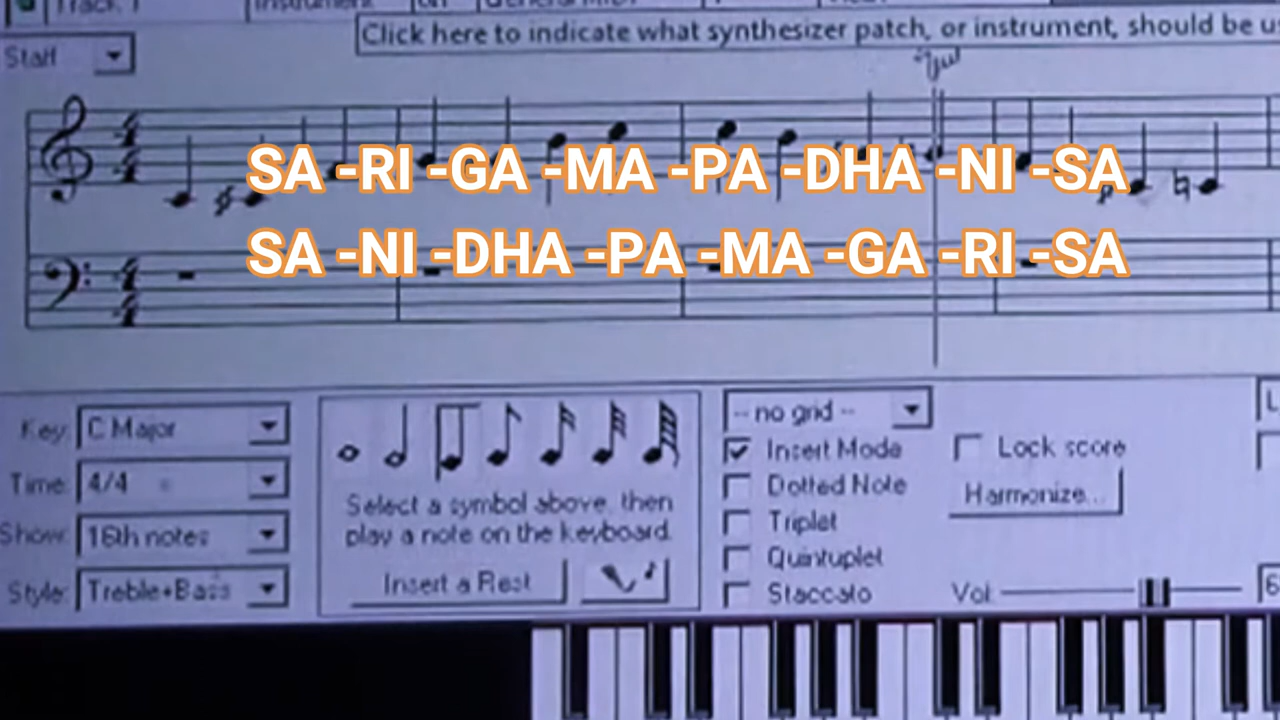 Track 1
Click here to indicate what synthesizer patch, or instrument, should be u
Staff
SA -RI -GA -MA -PA -DHA -NI -SA
SA -NI -DHA -PA -MA -GA -RI -SA
Key: C Major
Time: 4/4
Show: 16th notes
Style: Treble+Bass
Select a symbol above, then
play a note on the keyboard.
Insert a Rest
-- no grid --
Insert Mode
Dotted Note
Triplet
Quintuplet
Staccato
Lock score
Harmonize...
Vol: